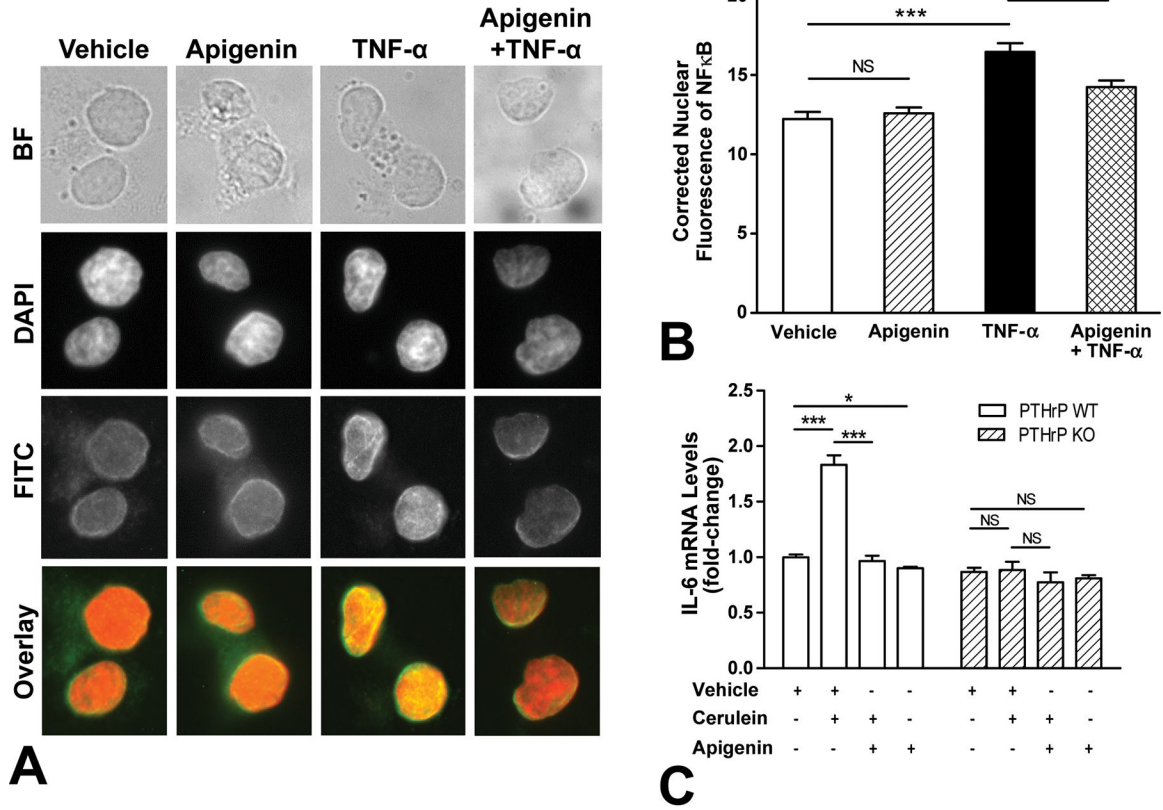 Apigenin
Vehicle Apigenin TNF-α +TNF-α
BF
DAPI
FITC
Overlay
A
***
NS
15
10
5
0
Corrected Nuclear
Fluorescence of NFκB
Vehicle Apigenin TNF-α Apigenin
+ TNF-α
B
2.5
2.0
1.5
1.0
0.5
0.0
IL-6 mRNA Levels
(fold-change)
PTHrP WT
PTHrP KO
*
*** ***
NS
NS
NS
Vehicle + + - - + + - -
Cerulein - + + - - + + -
Apigenin - - + + - - + +
C